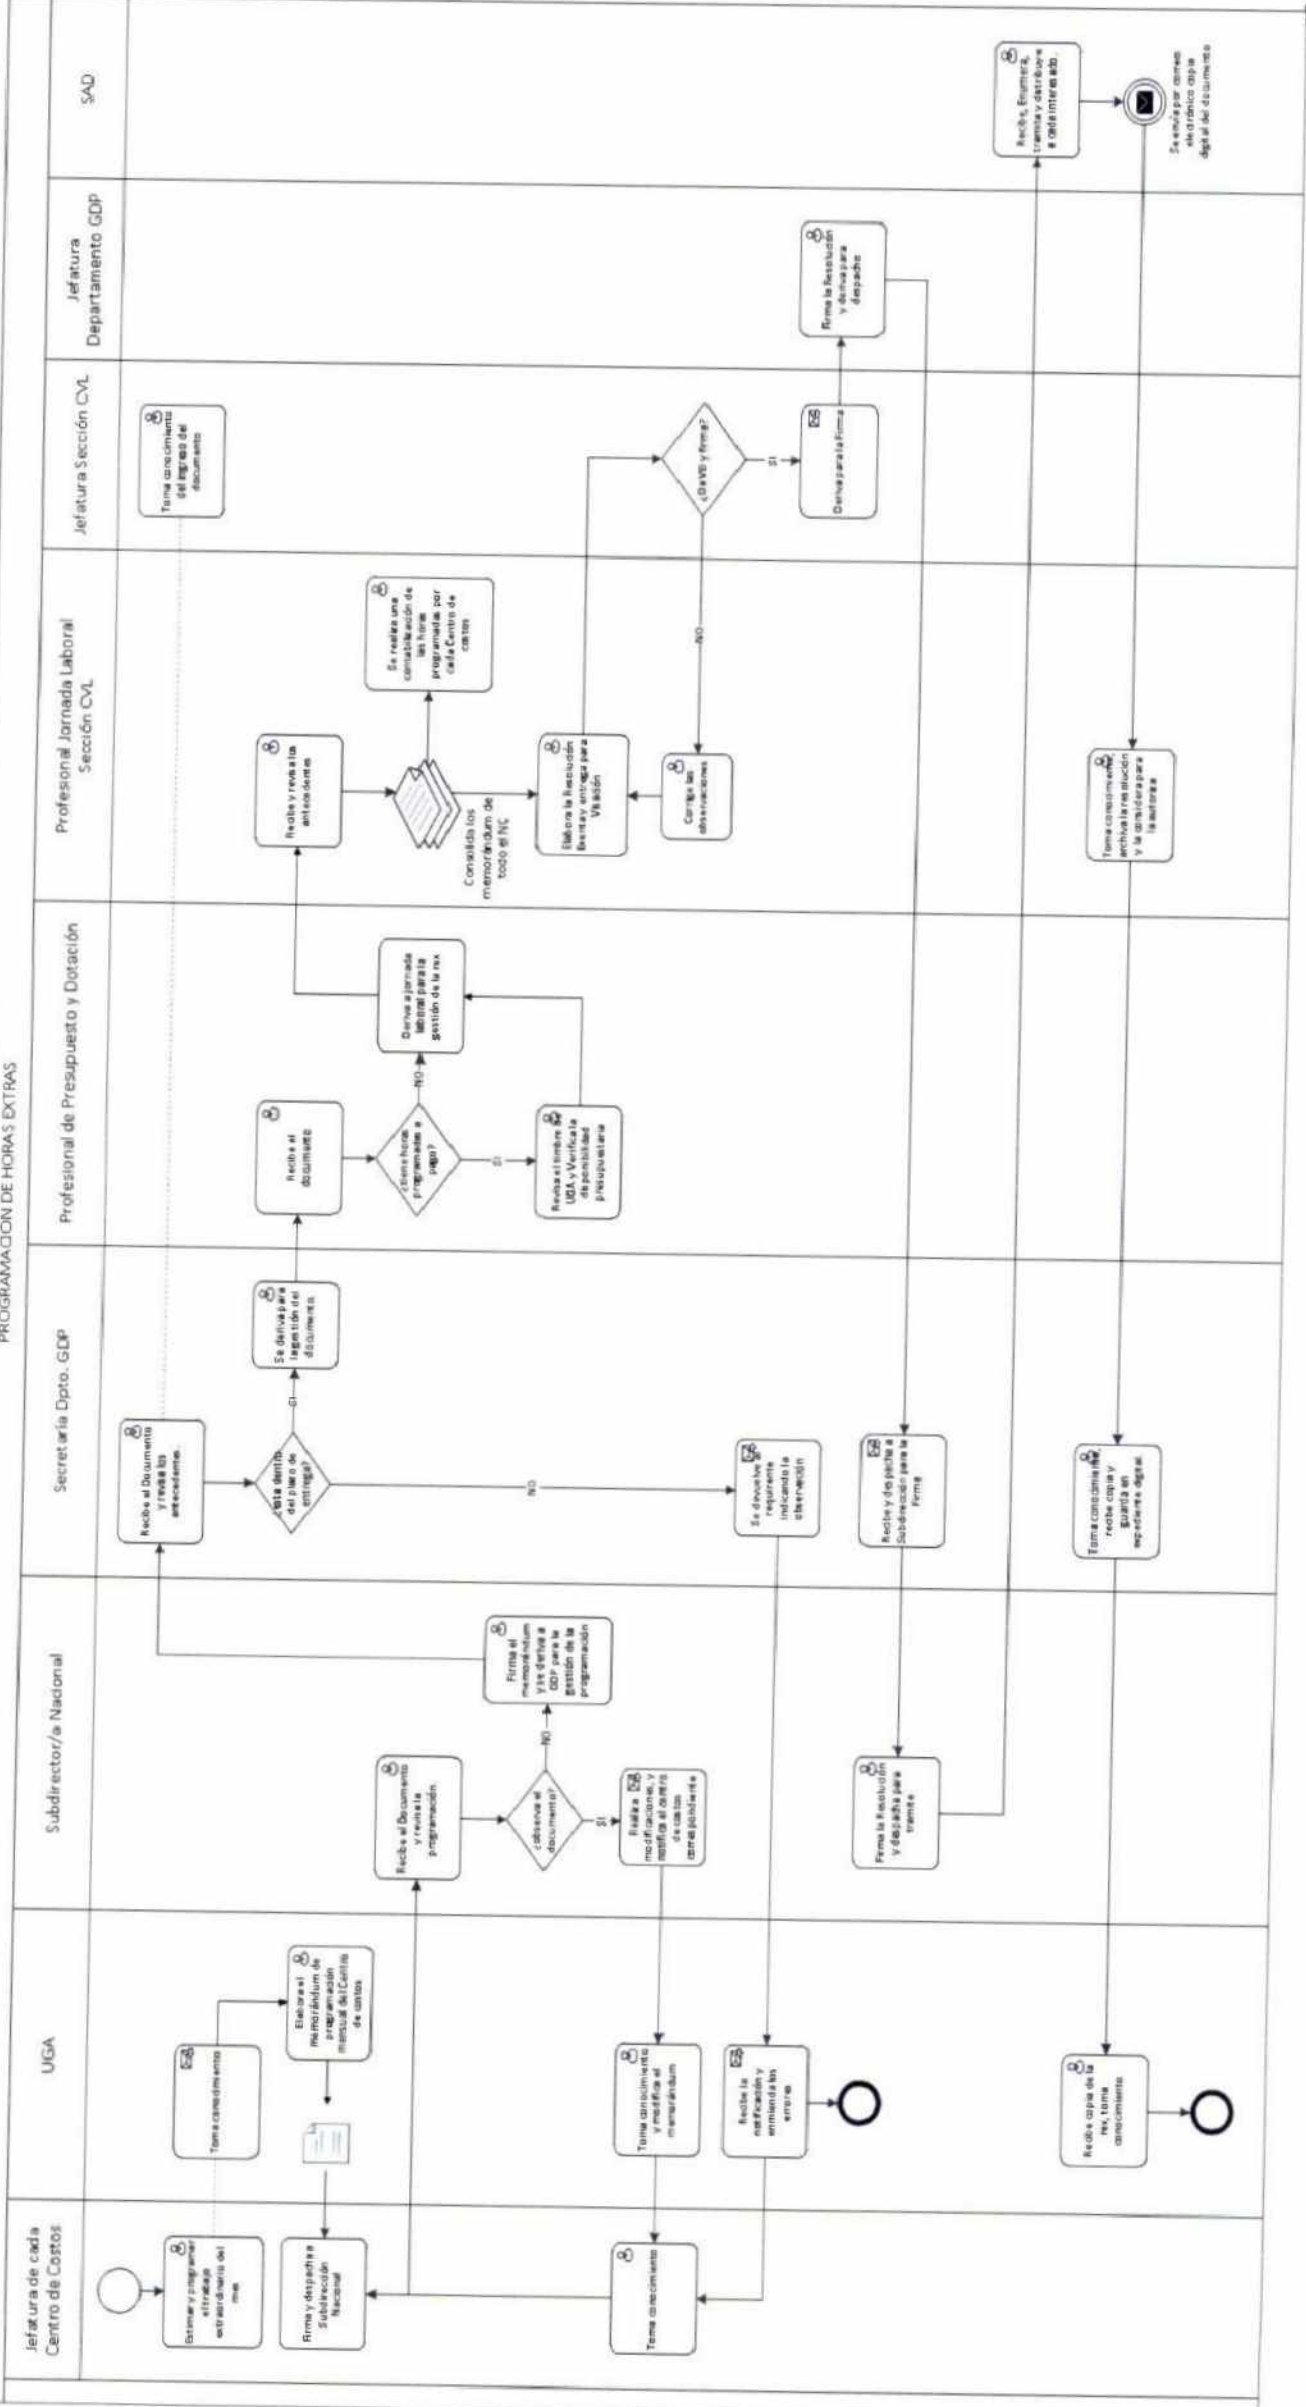 PROGRAMACION DE HORAS EXTRAS
Jefatura de cada
Centro de Costos
UGA
Subdirector/a Nacional
Secretaría Dpto. GDP
Profesional de Presupuesto y Dotación
Profesional Jornada Laboral
Sección CVL
Jefatura Sección CVL
Jefatura
Departamento GDP
SAD
Estimar y programar
el trabajo
extraordinario del
mes
Toma conocimiento
Elabora el
memorándum de
programación
mensual del Centro
de costos
Firma y despacha a
Subdirección
Nacional
Recibe el Documento
y revisa la
programación
¿observa el
documento?
NO
Firma el
memorándum
y se deriva a
GDP para la
gestión de la
programación
SI
Realiza
modificaciones, y
notifica al centro
de costos
correspondiente
Toma conocimiento
y modifica el
memorándum
Toma conocimiento
Recibe el Documento
y revisa los
antecedentes.
Toma conocimiento
del ingreso del
documento
¿esta dentro
del plazo de
entrega?
SI
Se deriva para
la gestión del
documento.
NO
Se devuelve al
requirente
indicando la
observación
Recibe la
notificación y
enmienda los
errores
Recibe el
documento
¿tiene horas
programadas a
pago?
NO
Deriva a jornada
laboral para la
gestión de la rex
SI
Revisa el timbre de
UGA y Verifica la
disponibilidad
presupuestaria
Recibe y revisa los
antecedentes
Consolida los
memorándum de
todo el NC
Se realiza una
contabilización de
las horas
programadas por
cada Centro de
costos
Elabora la Resolución
Exenta y entrega para
Visación
¿Da VB y firma?
NO
Corrige las
observaciones
SI
Deriva para la Firma
Firma la Resolución
y deriva para
despacho
Recibe y despacha a
Subdirección para la
Firma
Firma la Resolución
y despacha para
tramite
Recibe, Enumera,
tramita y distribuye
a cada interesado.
Se envía por correo
electrónico copia
digital del documento
Toma conocimiento,
archiva la resolución
y la considera para
la autoriza
Toma conocimiento,
recibe copia y
guarda en
expediente digital.
Recibe copia de la
rex, toma
conocimiento